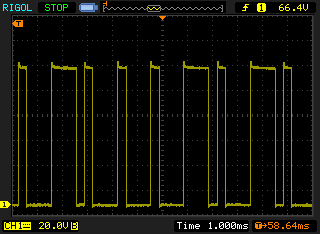 RIGOL STOP T f 1 66.4V
T
1
CH1 20.0V B Time 1.000ms T→58.64ms